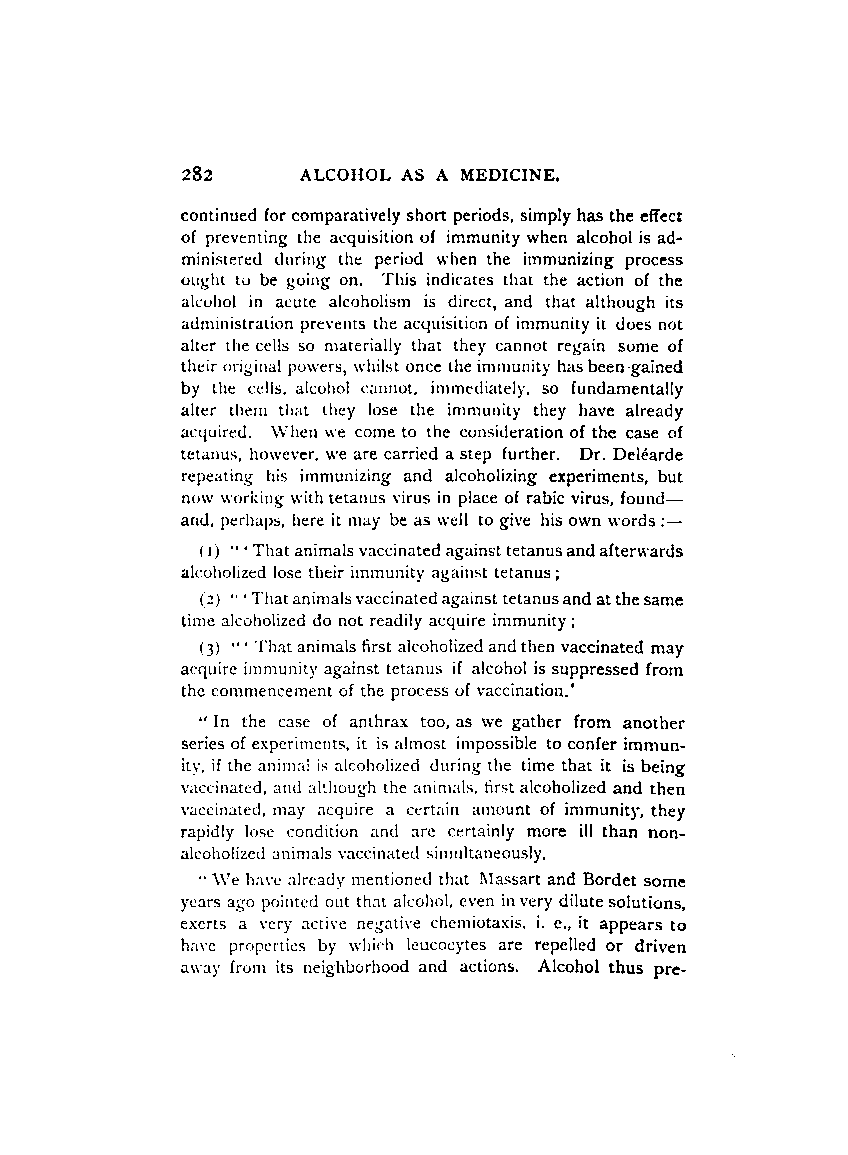 282 ALCOHOL AS A MEDICINE.
continued for comparatively short periods, simply has the effect
of preventing the acquisition of immunity when alcohol is ad-
ministered during the period when the immunizing process
ought to be going on. This indicates that the action of the
alcohol in acute alcoholism is direct, and that although its
administration prevents the acquisition of immunity it does not
alter the cells so materially that they cannot regain some of
their original powers, whilst once the immunity has been gained
by the cells, alcohol cannot, immediately, so fundamentally
alter them that they lose the immunity they have already
acquired. When we come to the consideration of the case of
tetanus, however, we are carried a step further. Dr. Deléarde
repeating his immunizing and alcoholizing experiments, but
now working with tetanus virus in place of rabic virus, found—
and, perhaps, here it may be as well to give his own words :—
(1) "'That animals vaccinated against tetanus and afterwards
alcoholized lose their immunity against tetanus ;
(2) "'That animals vaccinated against tetanus and at the same
time alcoholized do not readily acquire immunity ;
(3) "'That animals first alcoholized and then vaccinated may
acquire immunity against tetanus if alcohol is suppressed from
the commencement of the process of vaccination.'
"In the case of anthrax too, as we gather from another
series of experiments, it is almost impossible to confer immun-
ity, if the animal is alcoholized during the time that it is being
vaccinated, and although the animals, first alcoholized and then
vaccinated, may acquire a certain amount of immunity, they
rapidly lose condition and are certainly more ill than non-
alcoholized animals vaccinated simultaneously.
"We have already mentioned that Massart and Bordet some
years ago pointed out that alcohol, even in very dilute solutions,
exerts a very active negative chemiotaxis, i. e., it appears to
have properties by which leucocytes are repelled or driven
away from its neighborhood and actions. Alcohol thus pre-